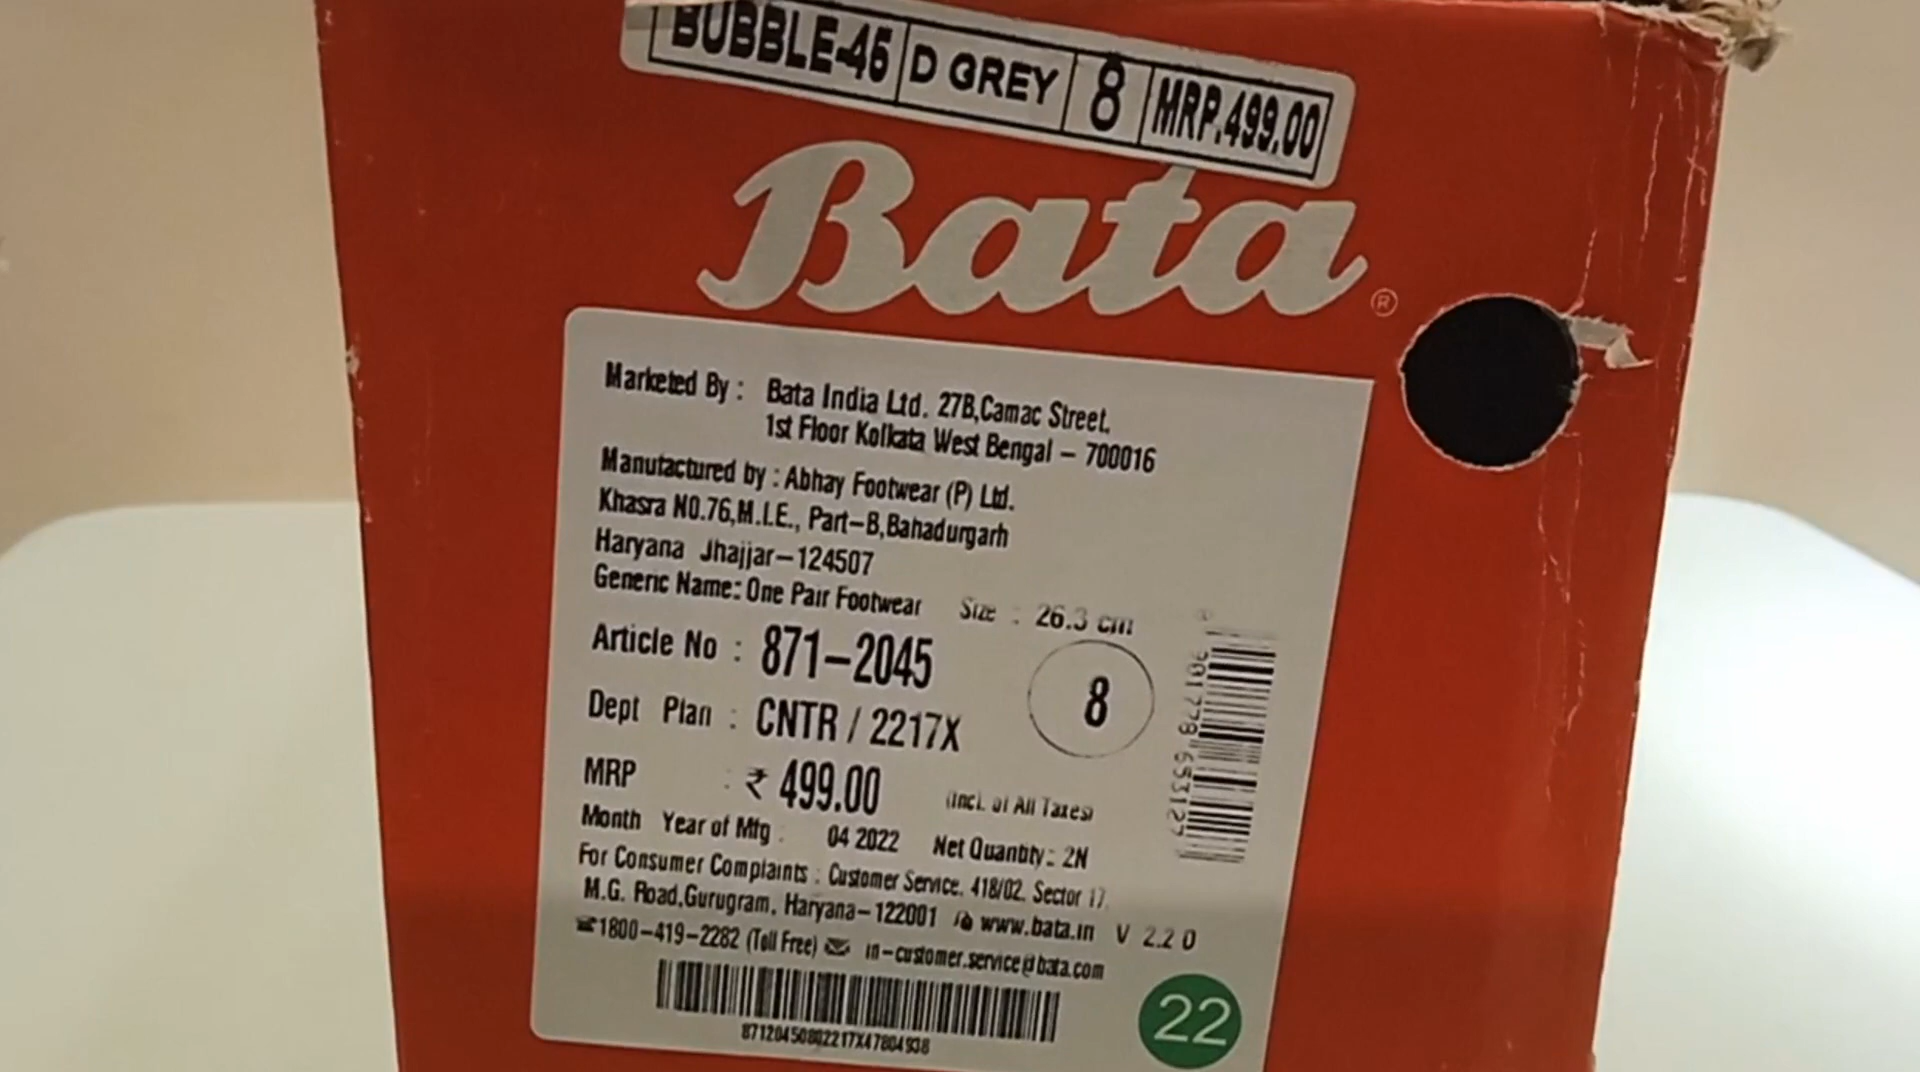 BUBBLE-45 D GREY 8 MRP.499.00
Bata®
Marketed By : Bata India Ltd. 27B,Camac Street,
1st Floor Kolkata West Bengal – 700016
Manufactured by : Abhay Footwear (P) Ltd.
Khasra NO.76,M.I.E., Part–B,Bahadurgarh
Haryana Jhajjar–124507
Generic Name: One Pair Footwear Size : 26.3 cm
Article No : 871–2045
8
Dept Plan : CNTR / 2217X
MRP : ₹ 499.00 (Incl. of All Taxes)
Month Year of Mfg : 04 2022 Net Quantity : 2N
For Consumer Complaints : Customer Service, 418/02, Sector 17,
M.G. Road,Gurugram, Haryana–122001 www.bata.in V 2.2 0
1800–419–2282 (Toll Free) in–customer.service@bata.com
22